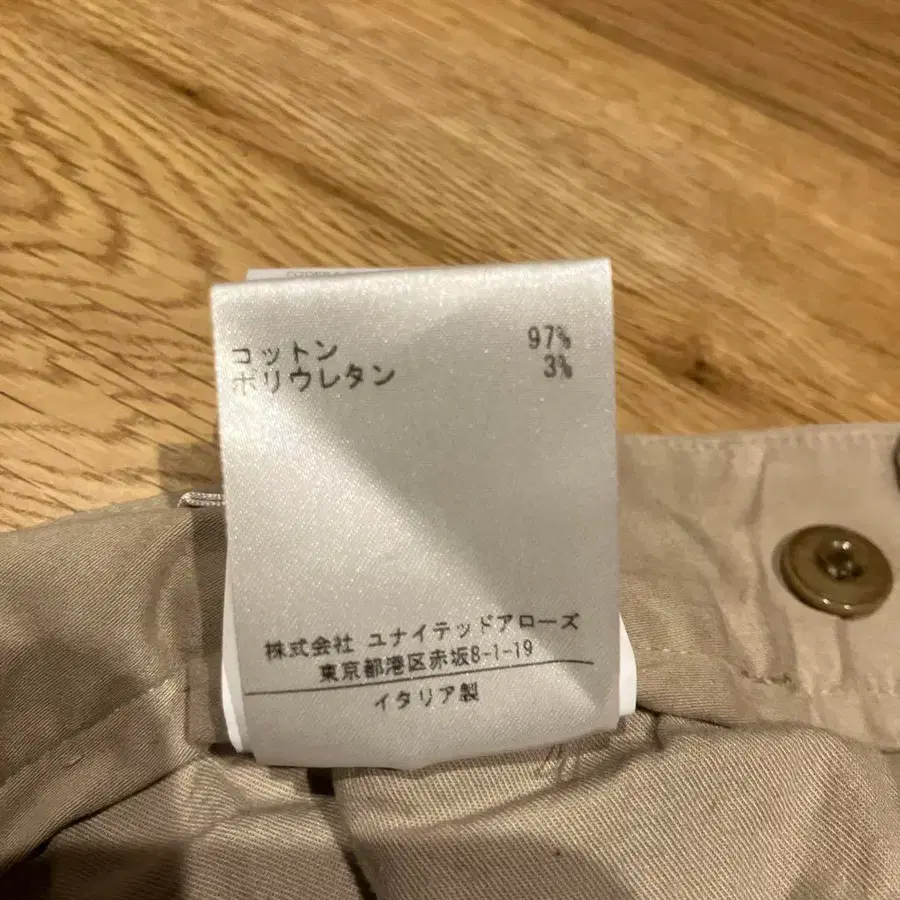 コットン 97%
ポリウレタン 3%
株式会社 ユナイテッドアローズ
東京都港区赤坂8-1-19
イタリア製